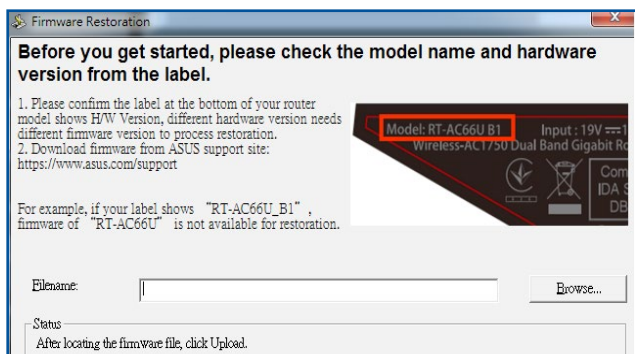 Firmware Restoration
Before you get started, please check the model name and hardware
version from the label.
1. Please confirm the label at the bottom of your router
model shows H/W Version, different hardware version needs
different firmware version to process restoration.
2. Download firmware from ASUS support site:
https://www.asus.com/support
For example, if your label shows “RT-AC66U_B1” ,
firmware of “RT-AC66U” is not available for restoration.
Model: RT-AC66U B1 Input : 19V
Wireless-AC1750 Dual Band Gigabit
Com
IDA S
DB
Filename:
Browse...
Status
After locating the firmware file, click Upload.